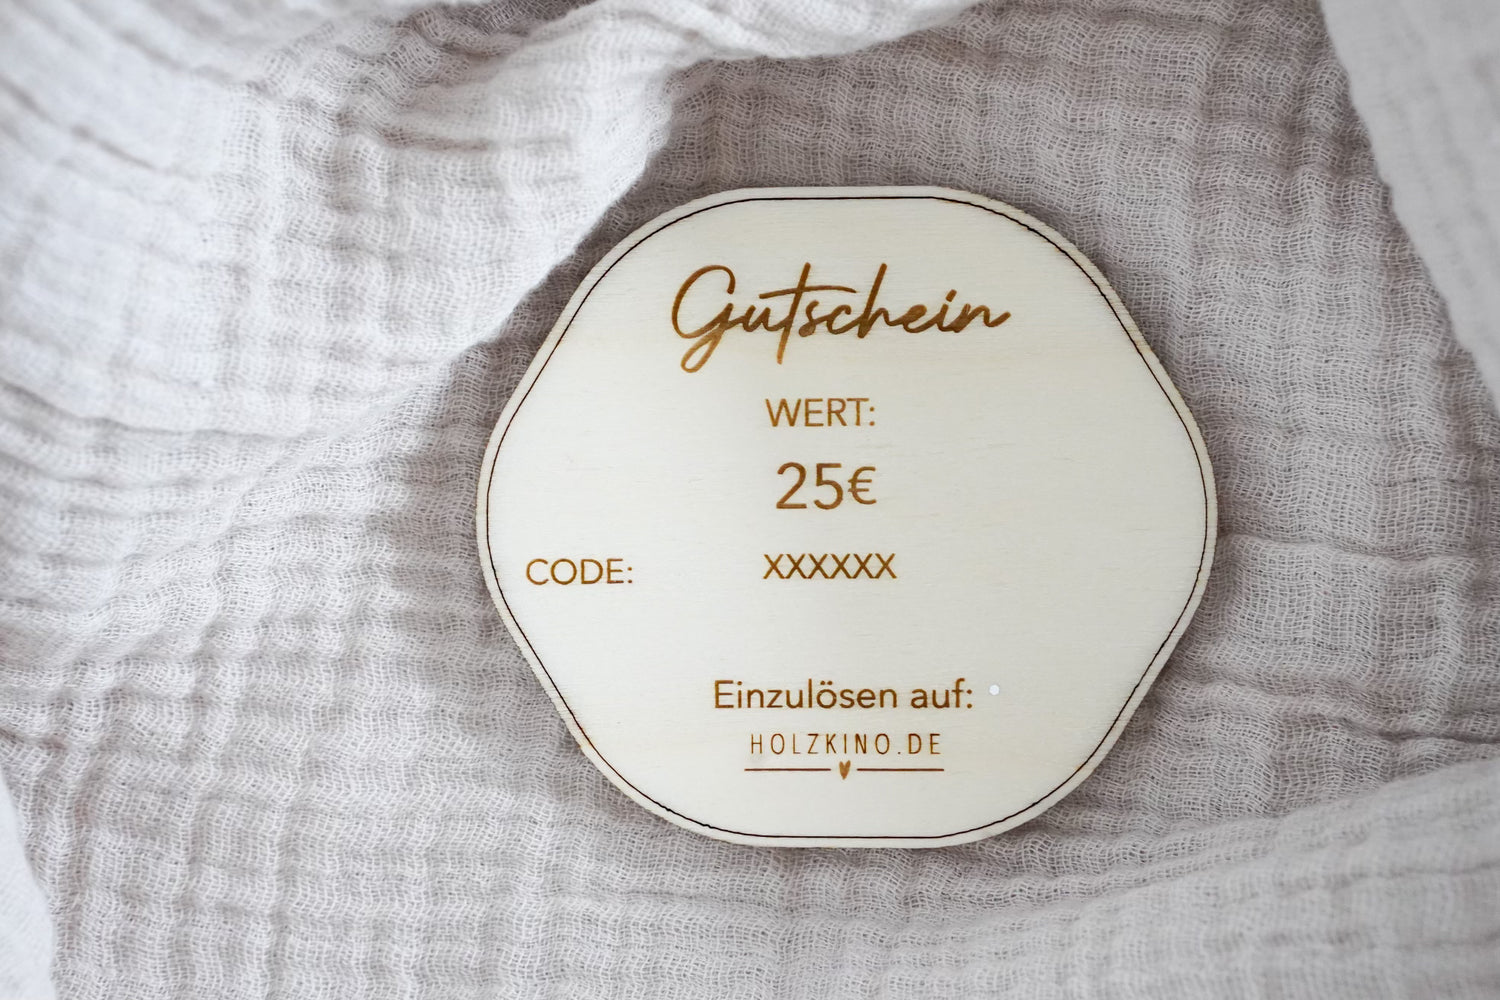 Gutschein
WERT:
25€
CODE: XXXXXX
Einzulösen auf:
HOLZKINO.DE